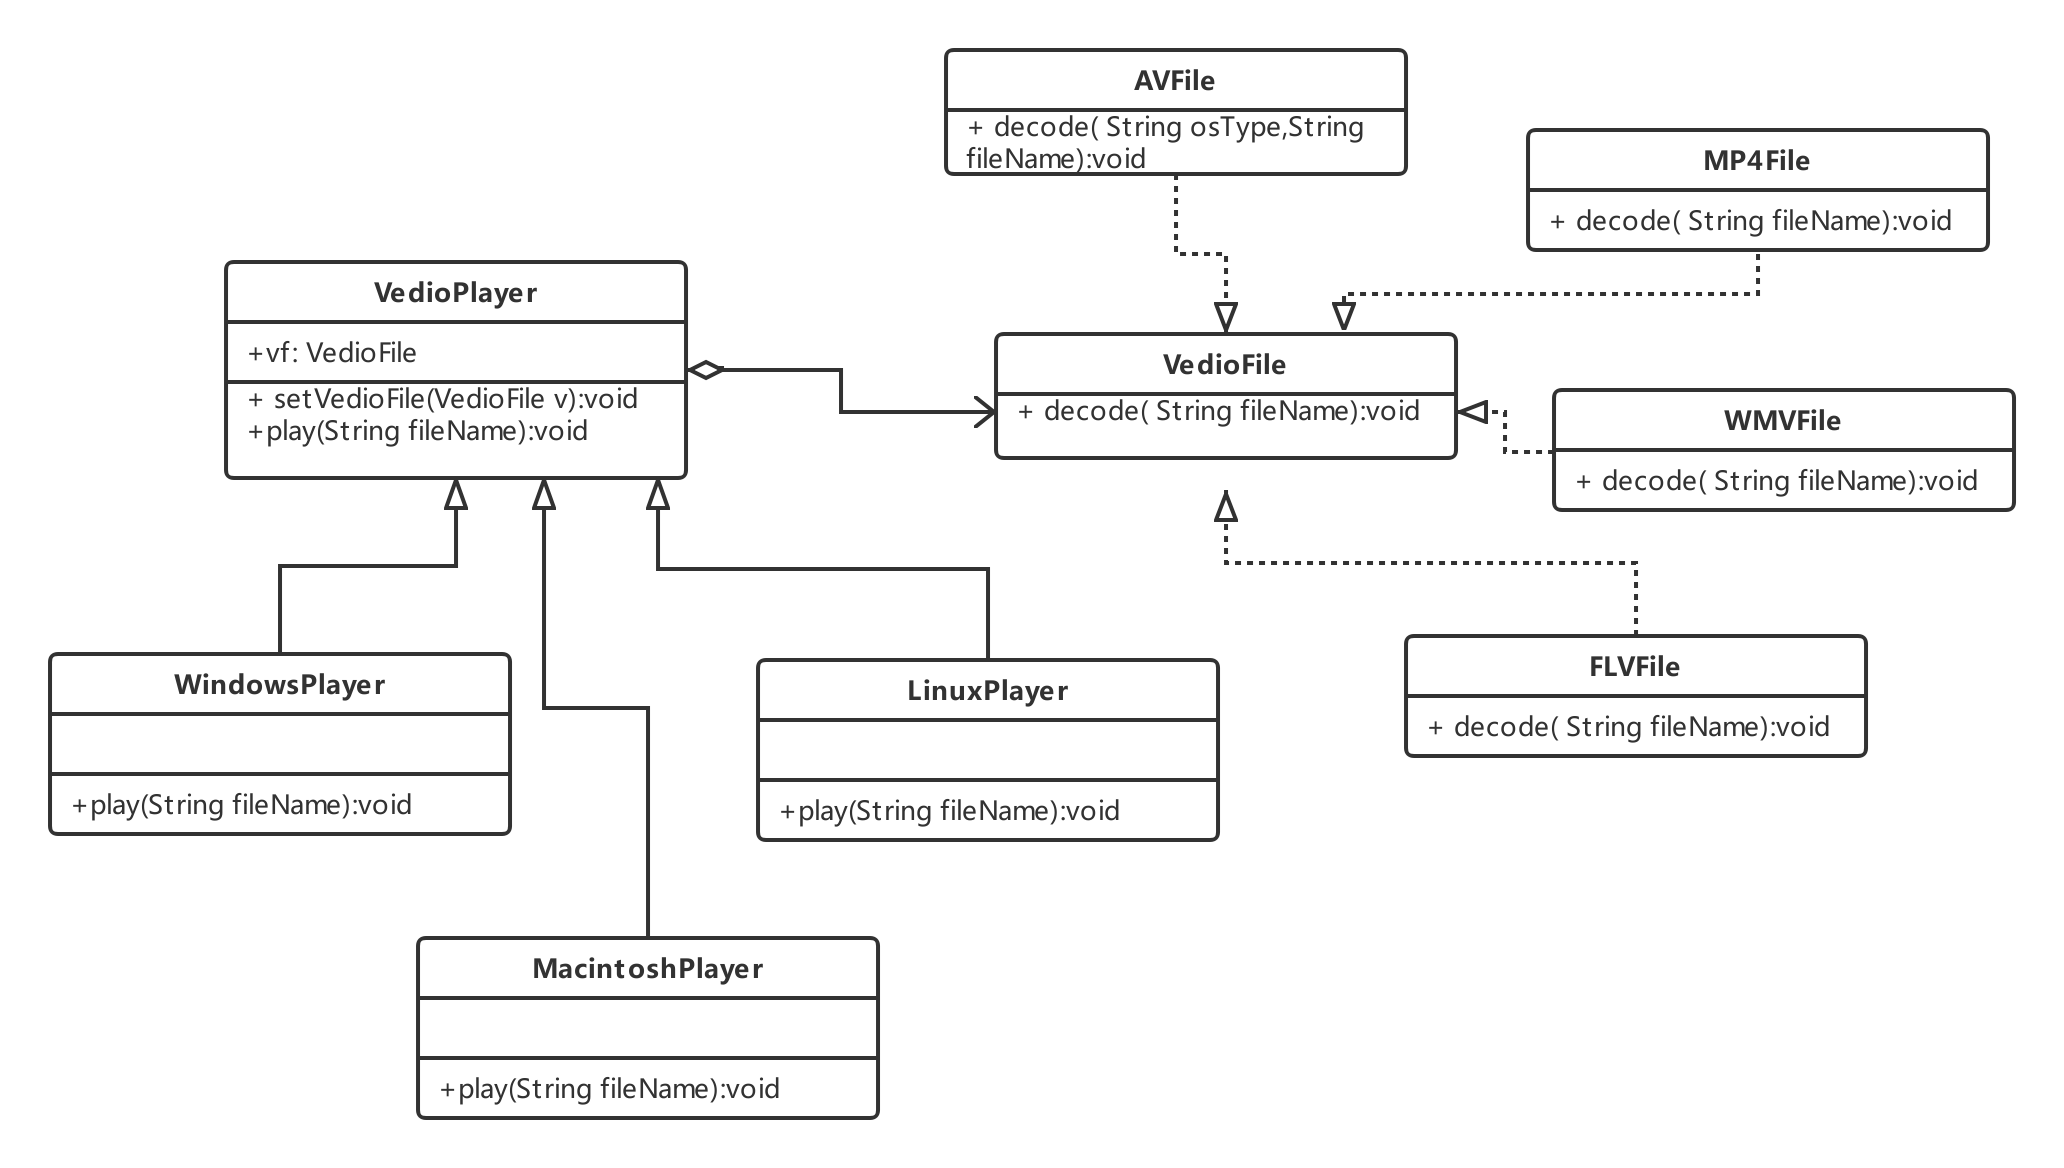 AVFile
+ decode( String osType,String
fileName):void
MP4File
+ decode( String fileName):void
VedioPlayer
+vf: VedioFile
+ setVedioFile(VedioFile v):void
+play(String fileName):void
VedioFile
+ decode( String fileName):void
WMVFile
+ decode( String fileName):void
WindowsPlayer
+play(String fileName):void
LinuxPlayer
+play(String fileName):void
FLVFile
+ decode( String fileName):void
MacintoshPlayer
+play(String fileName):void